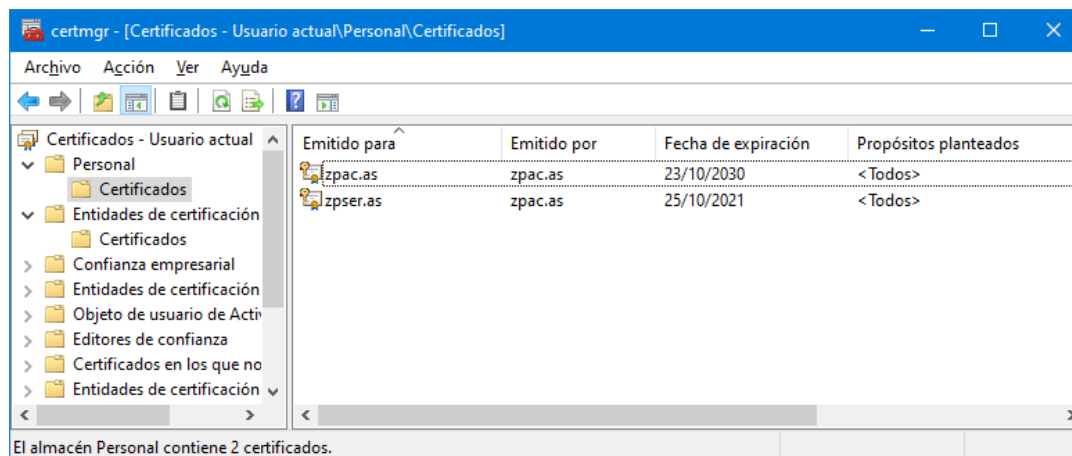 certmgr - [Certificados - Usuario actual\Personal\Certificados]
Archivo Acción Ver Ayuda
Certificados - Usuario actual
Personal
Certificados
Entidades de certificación
Certificados
Confianza empresarial
Entidades de certificación
Objeto de usuario de Activ
Editores de confianza
Certificados en los que no
Entidades de certificación
Emitido para Emitido por Fecha de expiración Propósitos planteados
zpac.as zpac.as 23/10/2030 <Todos>
zpser.as zpac.as 25/10/2021 <Todos>
El almacén Personal contiene 2 certificados.